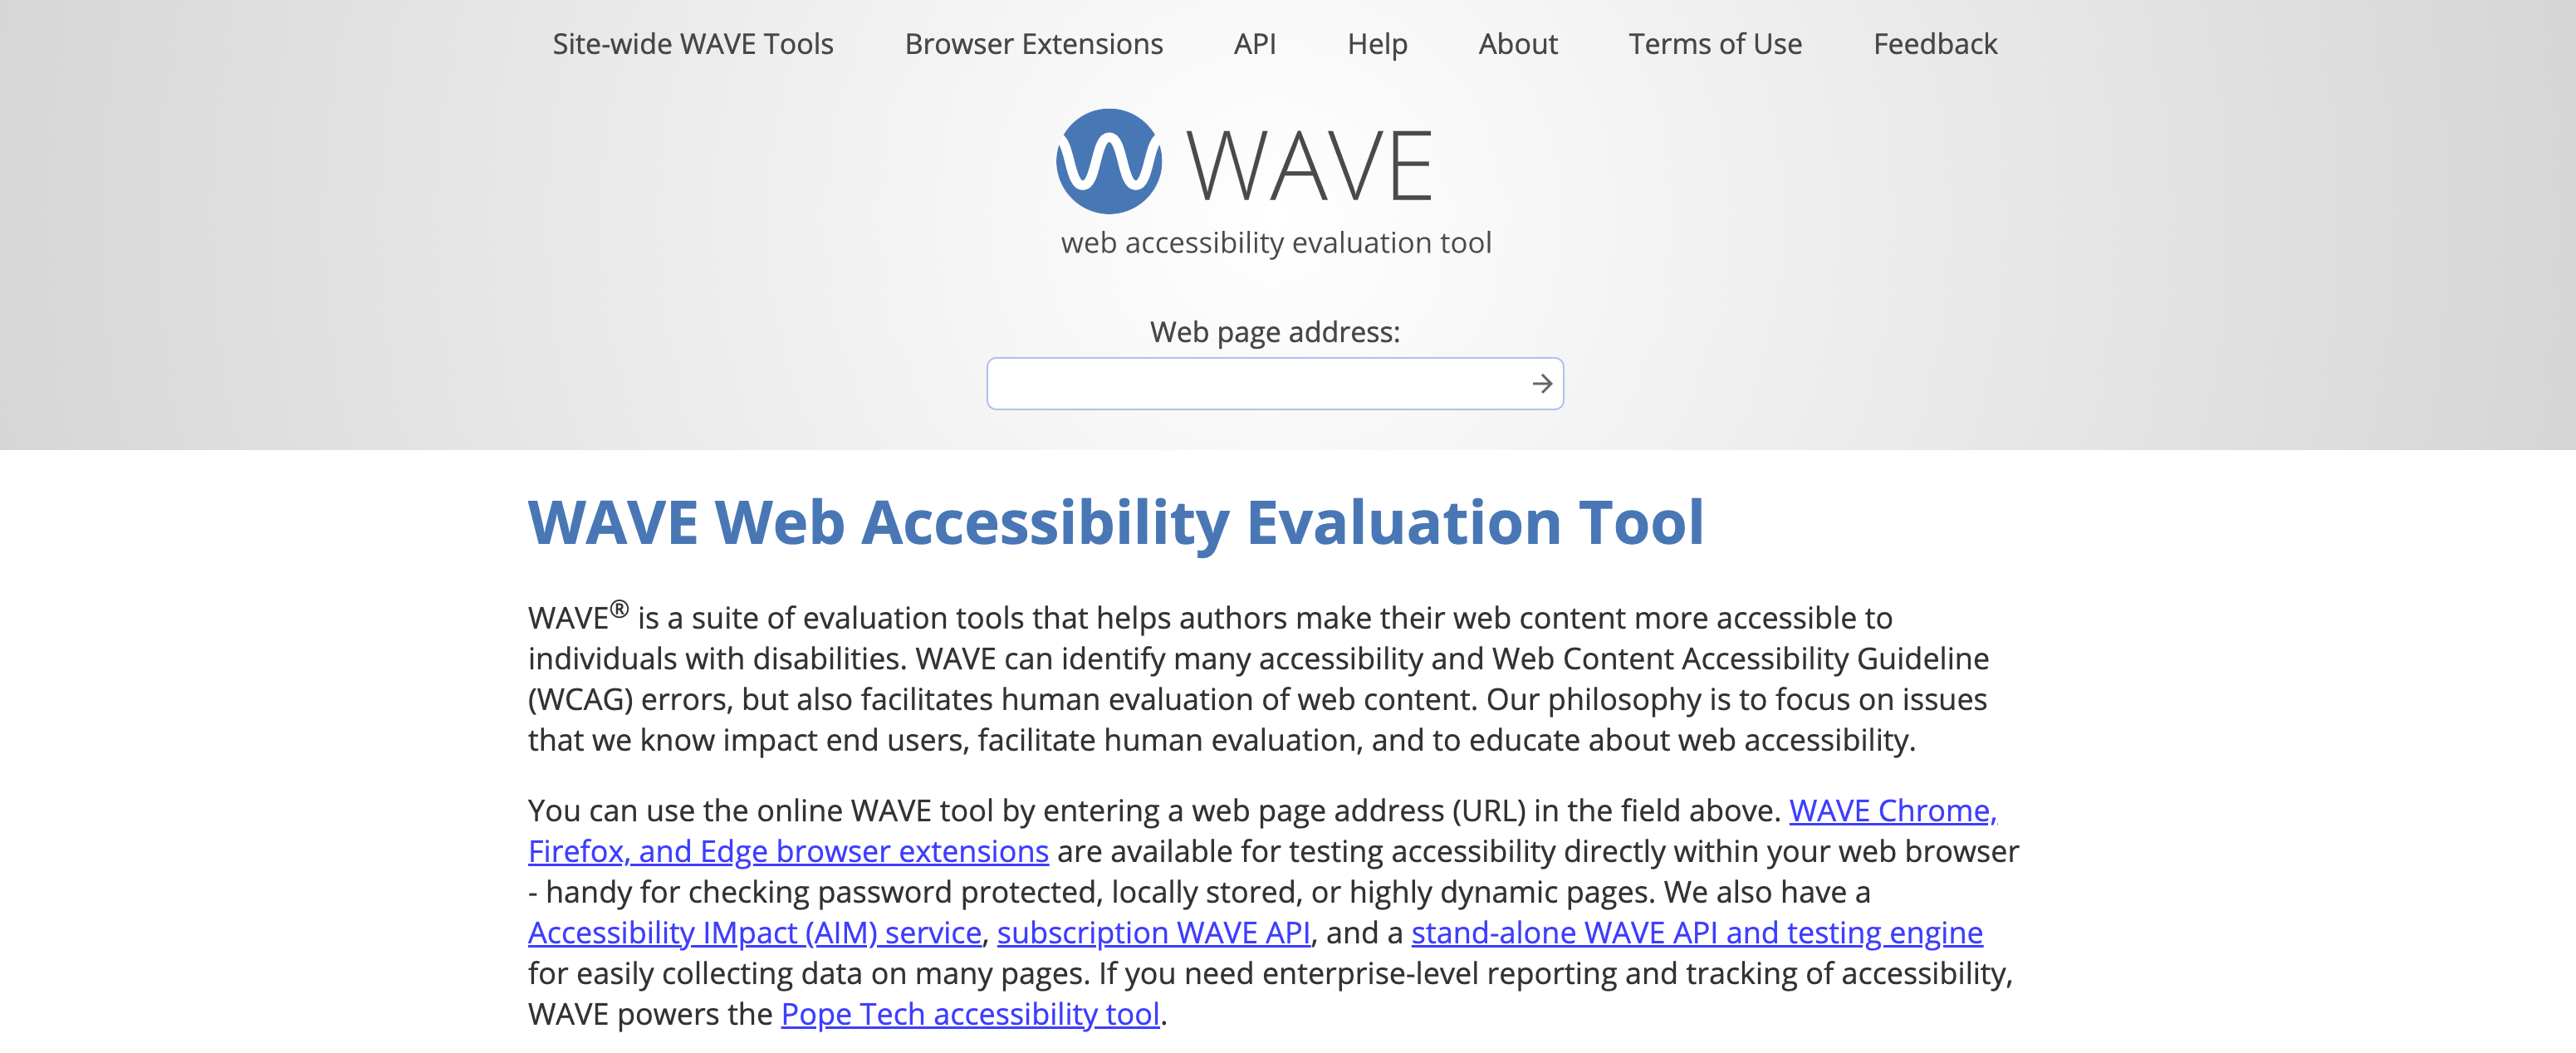 Site-wide WAVE Tools Browser Extensions API Help About Terms of Use Feedback
WAVE
web accessibility evaluation tool
Web page address:
WAVE Web Accessibility Evaluation Tool
WAVE® is a suite of evaluation tools that helps authors make their web content more accessible to
individuals with disabilities. WAVE can identify many accessibility and Web Content Accessibility Guideline
(WCAG) errors, but also facilitates human evaluation of web content. Our philosophy is to focus on issues
that we know impact end users, facilitate human evaluation, and to educate about web accessibility.
You can use the online WAVE tool by entering a web page address (URL) in the field above. WAVE Chrome,
Firefox, and Edge browser extensions are available for testing accessibility directly within your web browser
- handy for checking password protected, locally stored, or highly dynamic pages. We also have a
Accessibility IMpact (AIM) service, subscription WAVE API, and a stand-alone WAVE API and testing engine
for easily collecting data on many pages. If you need enterprise-level reporting and tracking of accessibility,
WAVE powers the Pope Tech accessibility tool.